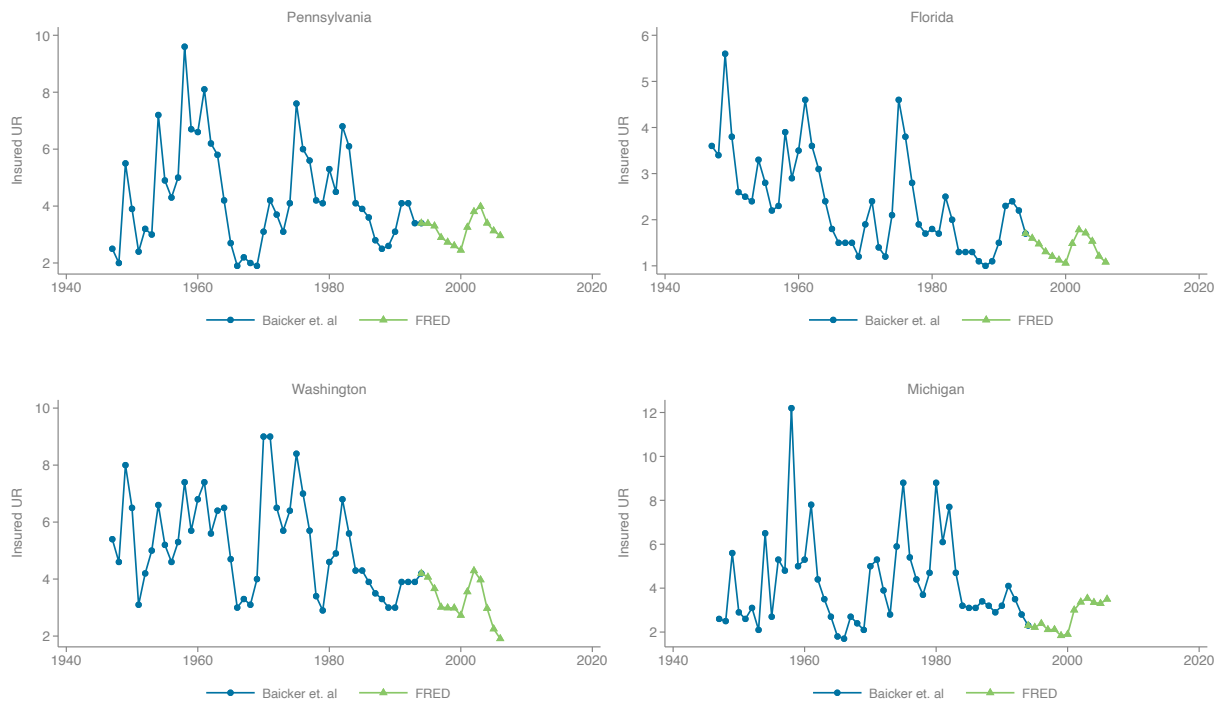 Pennsylvania
Insured UR
10
8
6
4
2
1940 1960 1980 2000 2020
Baicker et. al FRED
Florida
Insured UR
6
5
4
3
2
1
1940 1960 1980 2000 2020
Baicker et. al FRED
Washington
Insured UR
10
8
6
4
2
1940 1960 1980 2000 2020
Baicker et. al FRED
Michigan
Insured UR
12
10
8
6
4
2
1940 1960 1980 2000 2020
Baicker et. al FRED